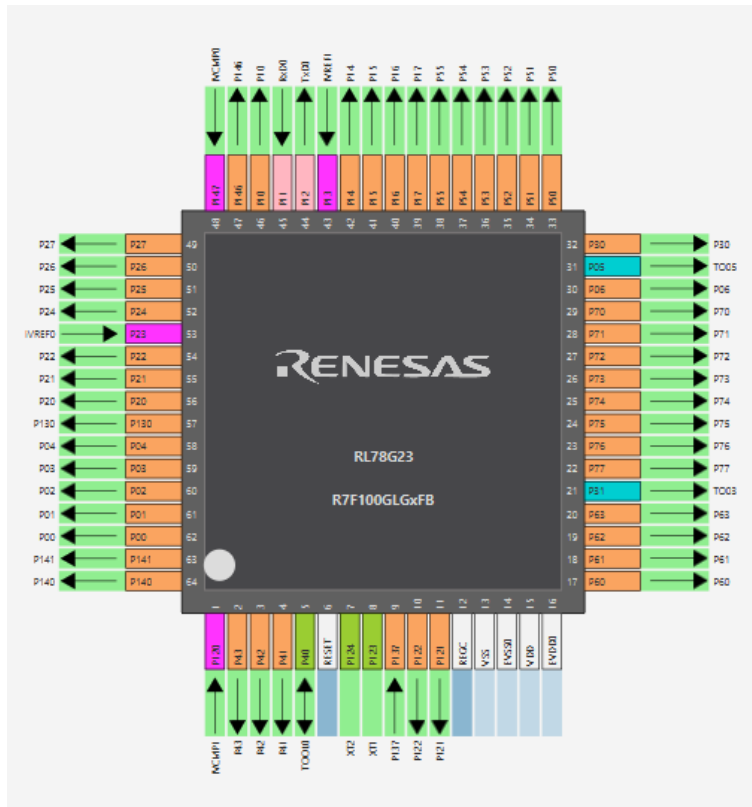 IVCMP0 P146 P10 RxD0 TxD0 IVREF1 P14 P15 P16 P17 P55 P54 P53 P52 P51 P50
P147 P146 P10 P11 P12 P13 P14 P15 P16 P17 P55 P54 P53 P52 P51 P50
48 47 46 45 44 43 42 41 40 39 38 37 36 35 34 33
P27 P27 49 32 P30 P30
P26 P26 50 31 P05 TO05
P25 P25 51 30 P06 P06
P24 P24 52 29 P70 P70
IVREF0 P23 53 28 P71 P71
P22 P22 54 27 P72 P72
P21 P21 55 26 P73 P73
P20 P20 56 25 P74 P74
P130 P130 57 24 P75 P75
P04 P04 58 23 P76 P76
P03 P03 59 22 P77 P77
P02 P02 60 21 P31 TO03
P01 P01 61 20 P63 P63
P00 P00 62 19 P62 P62
P141 P141 63 18 P61 P61
P140 P140 64 17 P60 P60
RENESAS
RL78G23
R7F100GLGxFB
1 2 3 4 5 6 7 8 9 10 11 12 13 14 15 16
P120 P43 P42 P41 P40 RESET P124 P123 P137 P122 P121 REGC VSS EVSS0 VDD EVDD0
IVCMP1 P43 P42 P41 TOOL0 XT2 XT1 P137 P122 P121